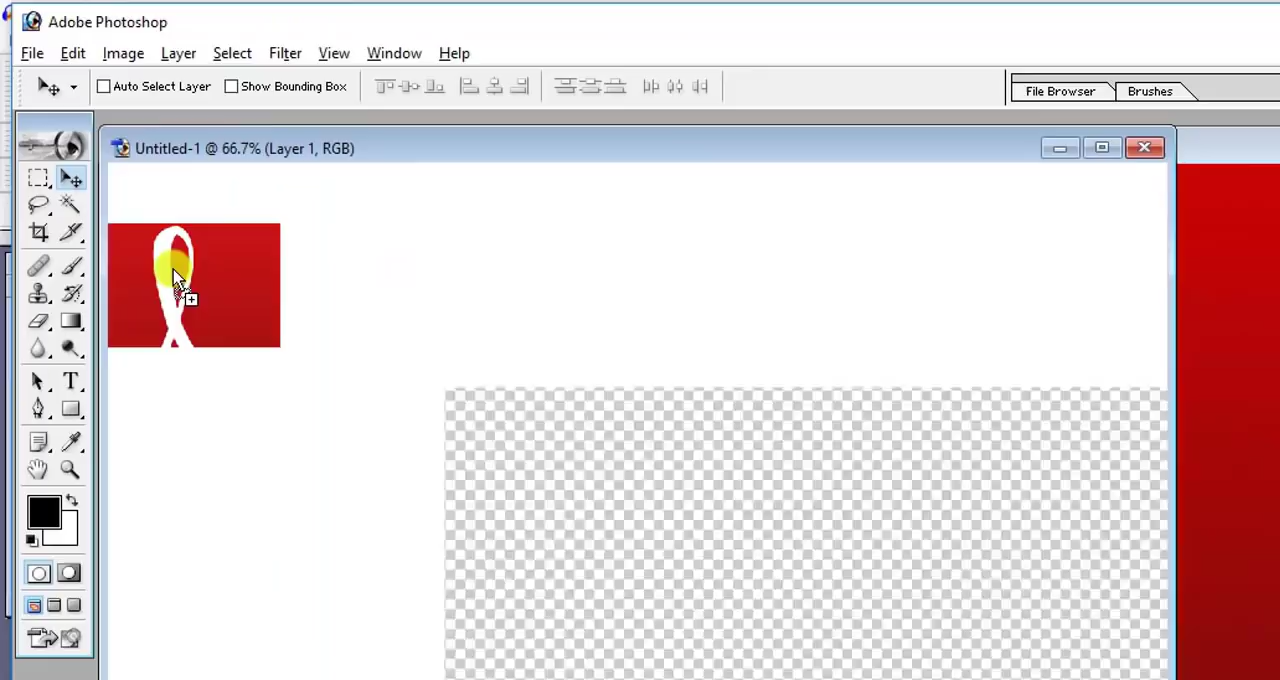 Adobe Photoshop
File Edit Image Layer Select Filter View Window Help
Auto Select Layer Show Bounding Box File Browser Brushes
Untitled-1 @ 66.7% (Layer 1, RGB)